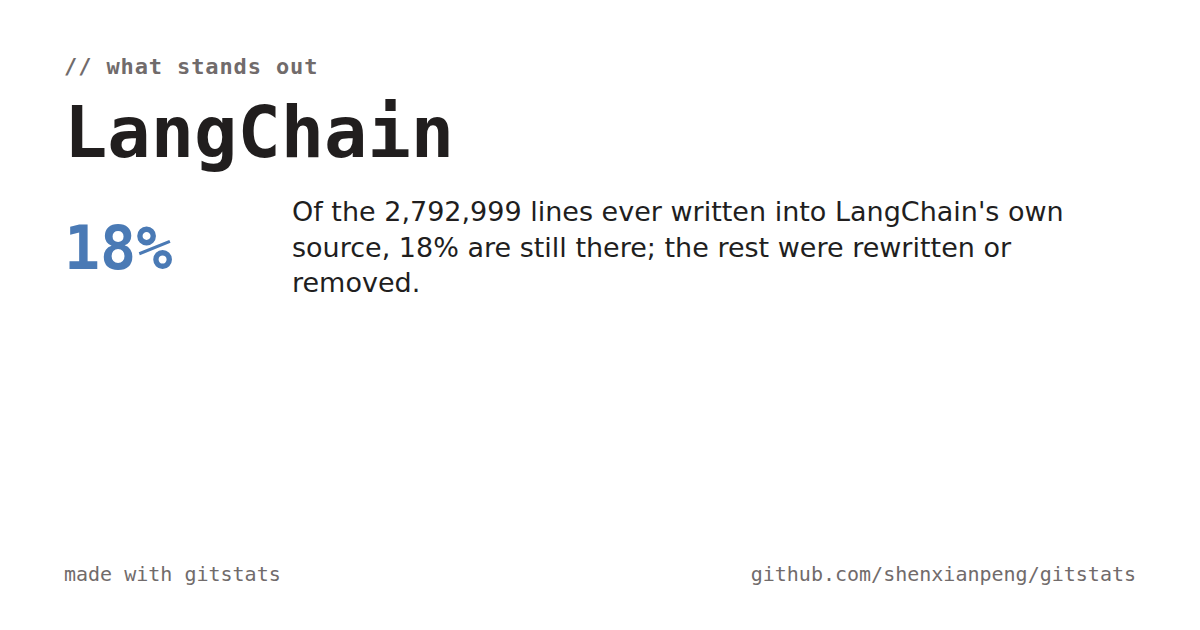 // what stands out
LangChain
18%
Of the 2,792,999 lines ever written into LangChain's own
source, 18% are still there; the rest were rewritten or
removed.
made with gitstats
github.com/shenxianpeng/gitstats